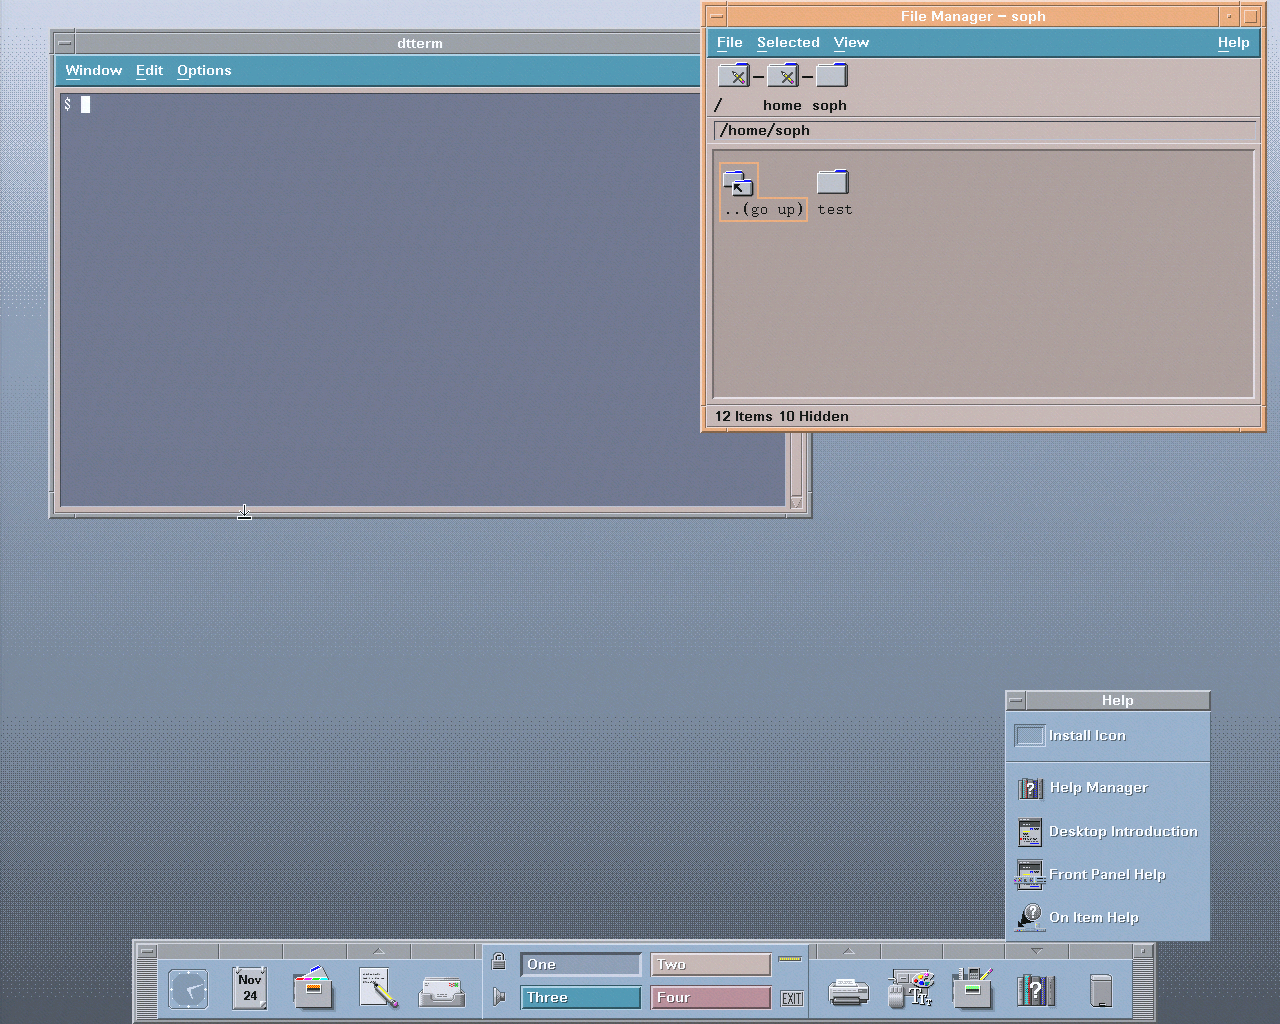 dtterm
Window Edit Options
$
File Manager - soph
File Selected View Help
/ home soph
/home/soph
..(go up) test
12 Items 10 Hidden
Help
Install Icon
Help Manager
Desktop Introduction
Front Panel Help
On Item Help
Nov
24
One Two
Three Four
EXIT